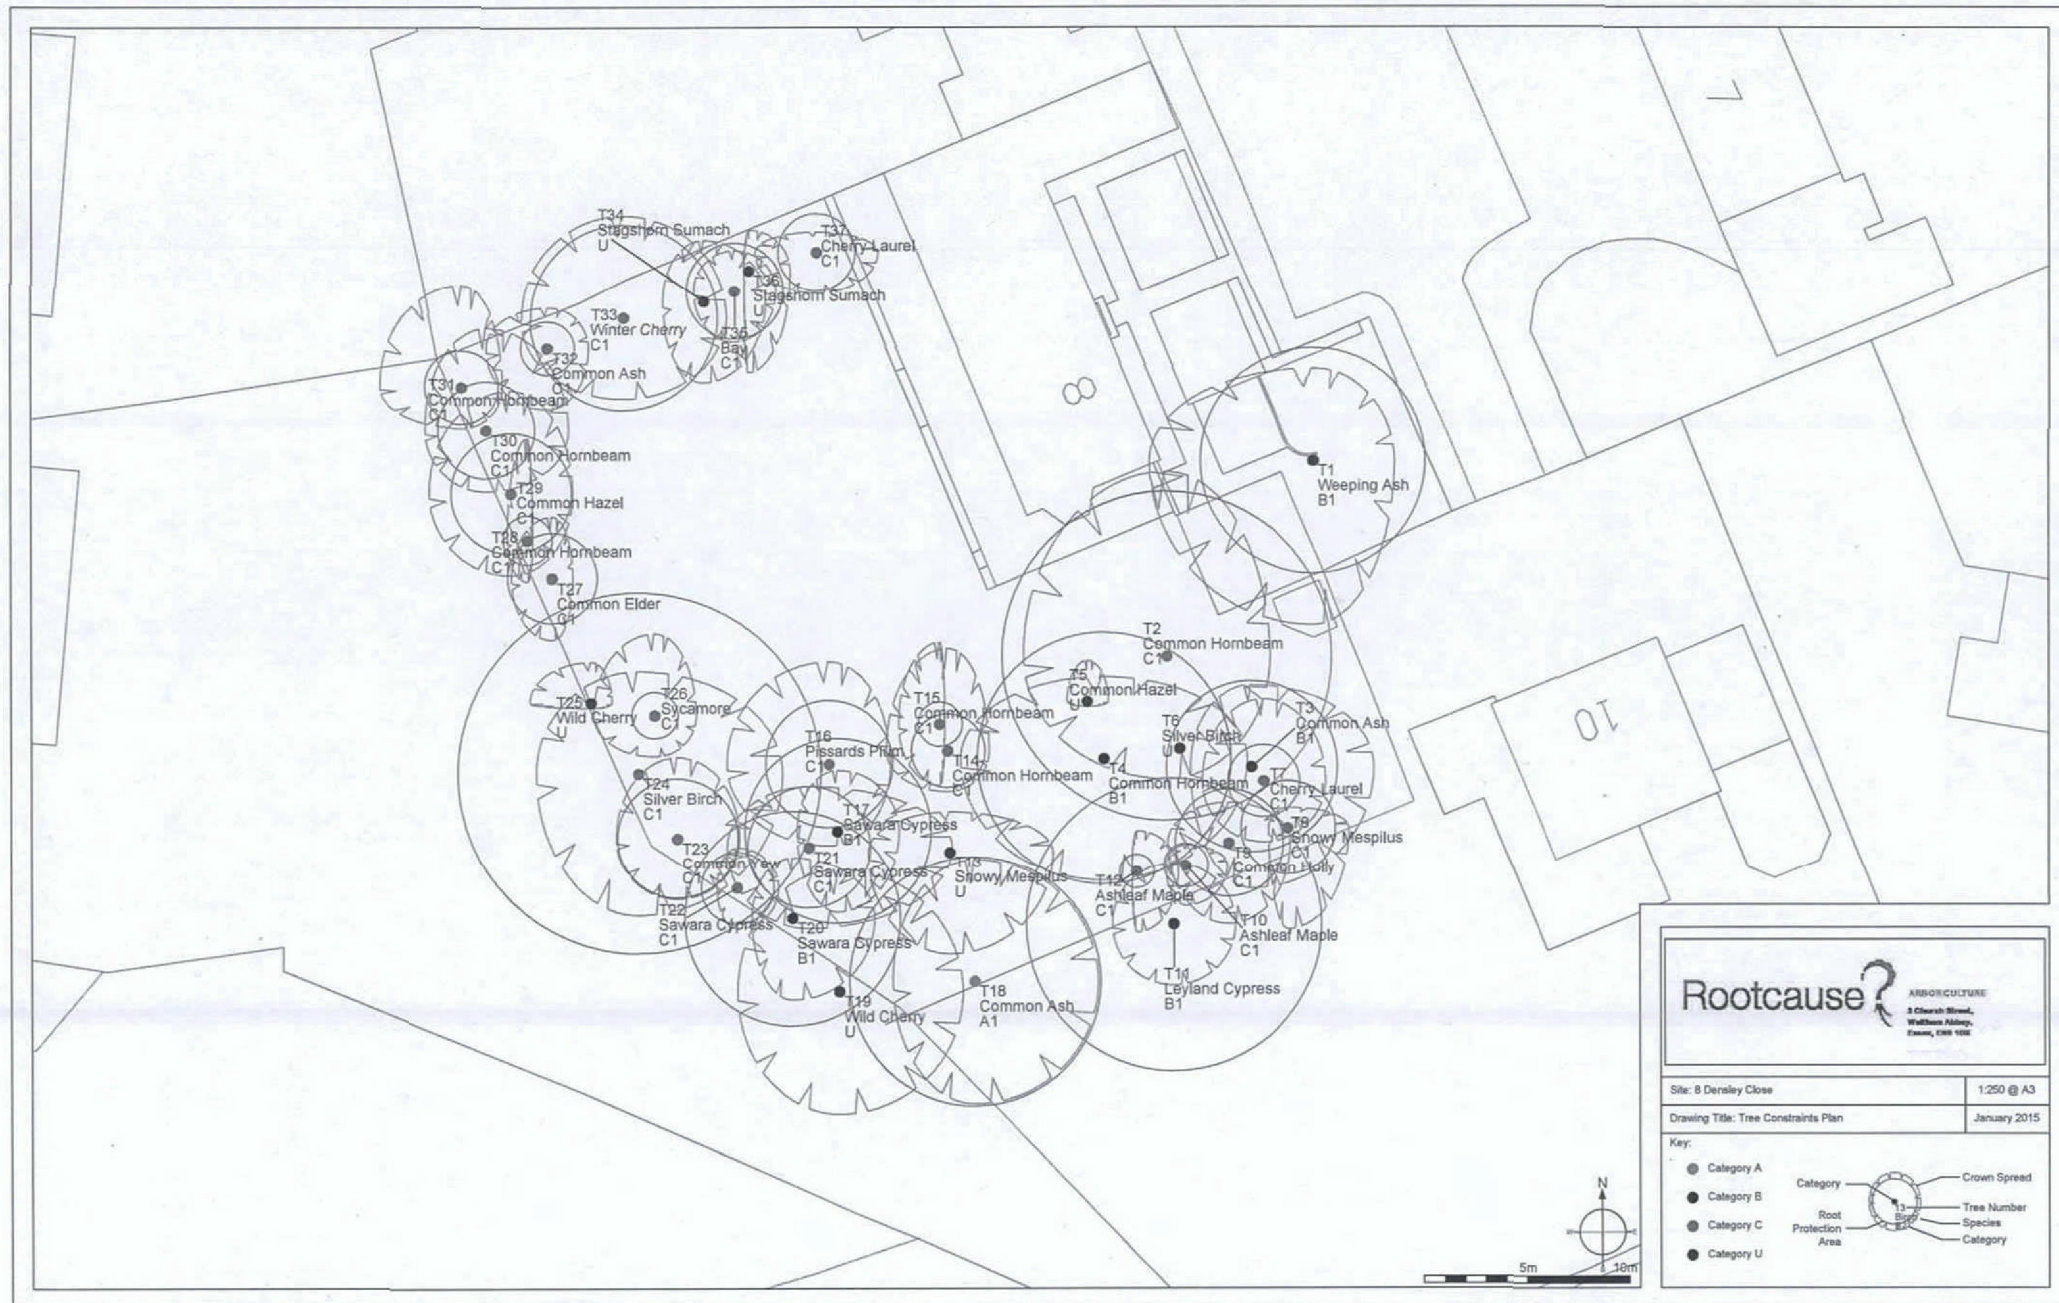 7
T34
Stagshorn Sumach
U
T37
Cherry Laurel
C1
T36
Stagshorn Sumach
U
T33
Winter Cherry
C1
T35
Bay
C1
T32
Common Ash
C1
T31
Common Hornbeam
C1
8
T30
Common Hornbeam
C1
T1
Weeping Ash
B1
T29
Common Hazel
C1
T28
Common Hornbeam
C1
T27
Common Elder
C1
T2
Common Hornbeam
C1
T5
Common Hazel
U
T26
Sycamore
C1
T25
Wild Cherry
U
T15
Common Hornbeam
C1
T3
Common Ash
B1
10
T6
Silver Birch
U
T16
Pissards Plum
C1
T14
Common Hornbeam
C1
T4
Common Hornbeam
B1
T7
Cherry Laurel
C1
T24
Silver Birch
C1
T17
Sawara Cypress
B1
T8
Snowy Mespilus
C1
T23
Common Yew
C1
T21
Sawara Cypress
C1
T13
Snowy Mespilus
U
T9
Common Holly
C1
T12
Ashleaf Maple
C1
T22
Sawara Cypress
C1
T20
Sawara Cypress
B1
T10
Ashleaf Maple
C1
T11
Leyland Cypress
B1
T18
Common Ash
A1
T19
Wild Cherry
U
Rootcause?
ARBORICULTURE
3 Church Street,
Waltham Abbey,
Site: 8 Densley Close
1:250 @ A3
Drawing Title: Tree Constraints Plan
January 2015
Key:
Category A
Category B
Category C
Category U
Category
Root
Protection
Area
Crown Spread
Tree Number
Species
Category
N
5m
10m